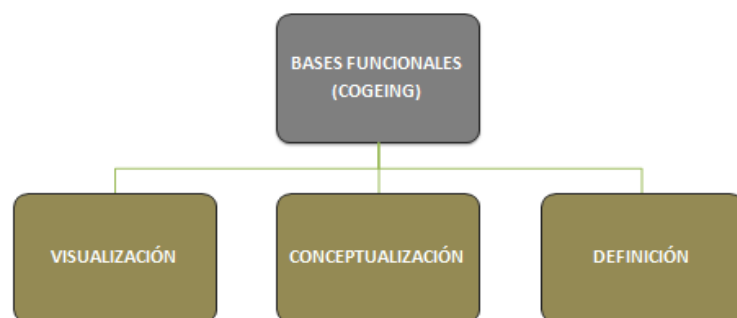 BASES FUNCIONALES
(COGEING)
VISUALIZACIÓN
CONCEPTUALIZACIÓN
DEFINICIÓN